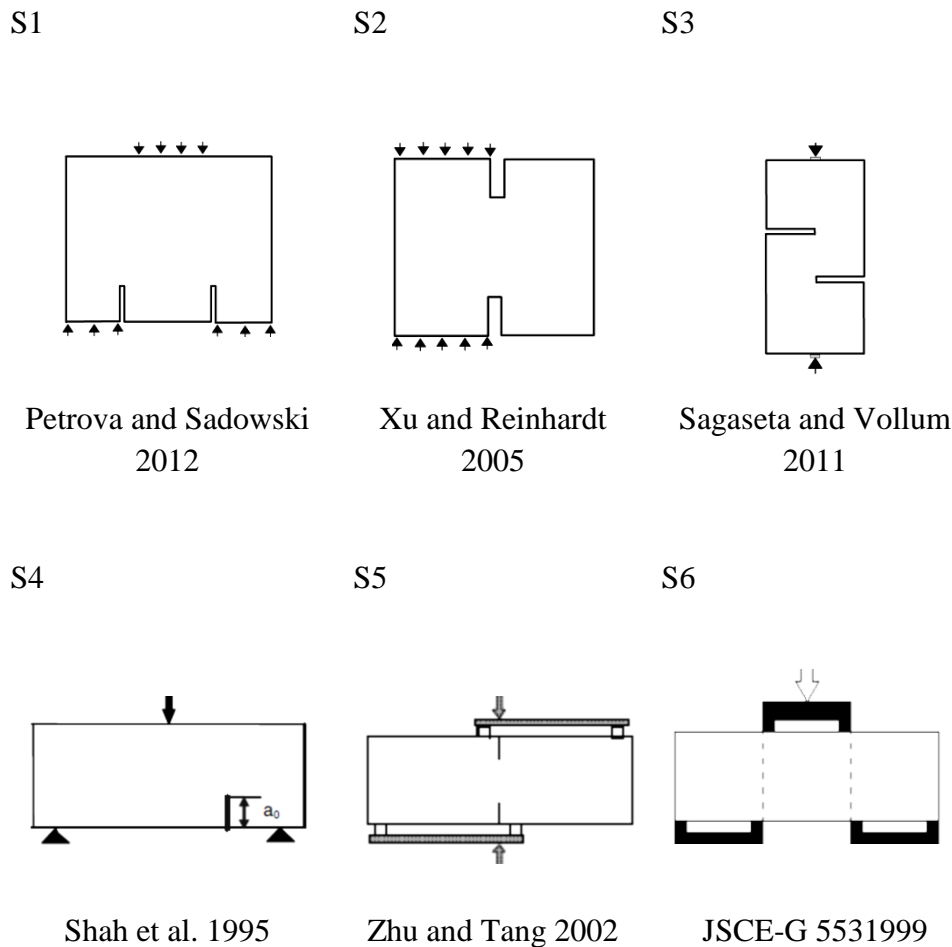 S1 S2 S3
Petrova and Sadowski
2012
Xu and Reinhardt
2005
Sagaseta and Vollum
2011
S4 S5 S6
a₀
Shah et al. 1995
Zhu and Tang 2002
JSCE-G 5531999